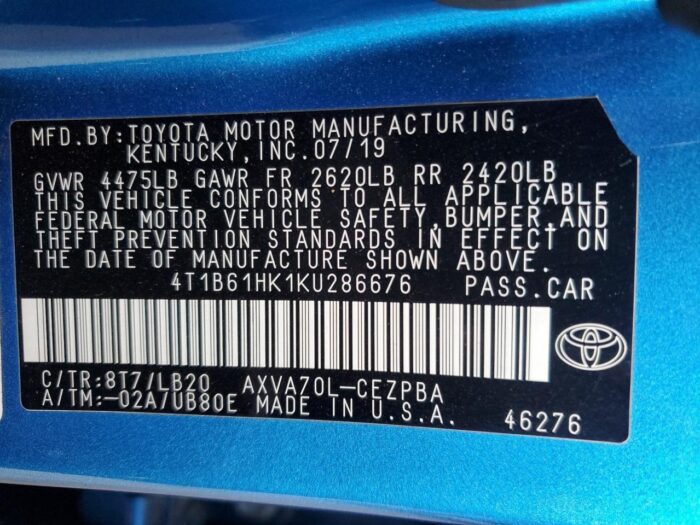 MFD.BY:TOYOTA MOTOR MANUFACTURING,
KENTUCKY,INC.07/19
GVWR 4475LB GAWR FR 2620LB RR 2420LB
THIS VEHICLE CONFORMS TO ALL APPLICABLE
FEDERAL MOTOR VEHICLE SAFETY,BUMPER,AND
THEFT PREVENTION STANDARDS IN EFFECT ON
THE DATE OF MANUFACTURE SHOWN ABOVE.
4T1B61HK1KU286676 PASS.CAR
C/TR:8T7/LB20 AXVA70L-CEZPBA
A/TM:-02A/UB80E MADE IN U.S.A. 46276